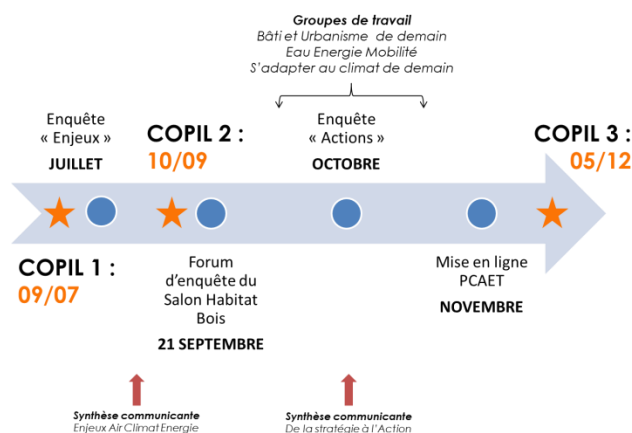 Groupes de travail
Bâti et Urbanisme de demain
Eau Energie Mobilité
S'adapter au climat de demain
Enquête
« Enjeux »
JUILLET
COPIL 2 :
10/09
Enquête
« Actions »
OCTOBRE
COPIL 3 :
05/12
COPIL 1 :
09/07
Forum
d'enquête du
Salon Habitat
Bois
21 SEPTEMBRE
Mise en ligne
PCAET
NOVEMBRE
Synthèse communicante
Enjeux Air Climat Energie
Synthèse communicante
De la stratégie à l'Action